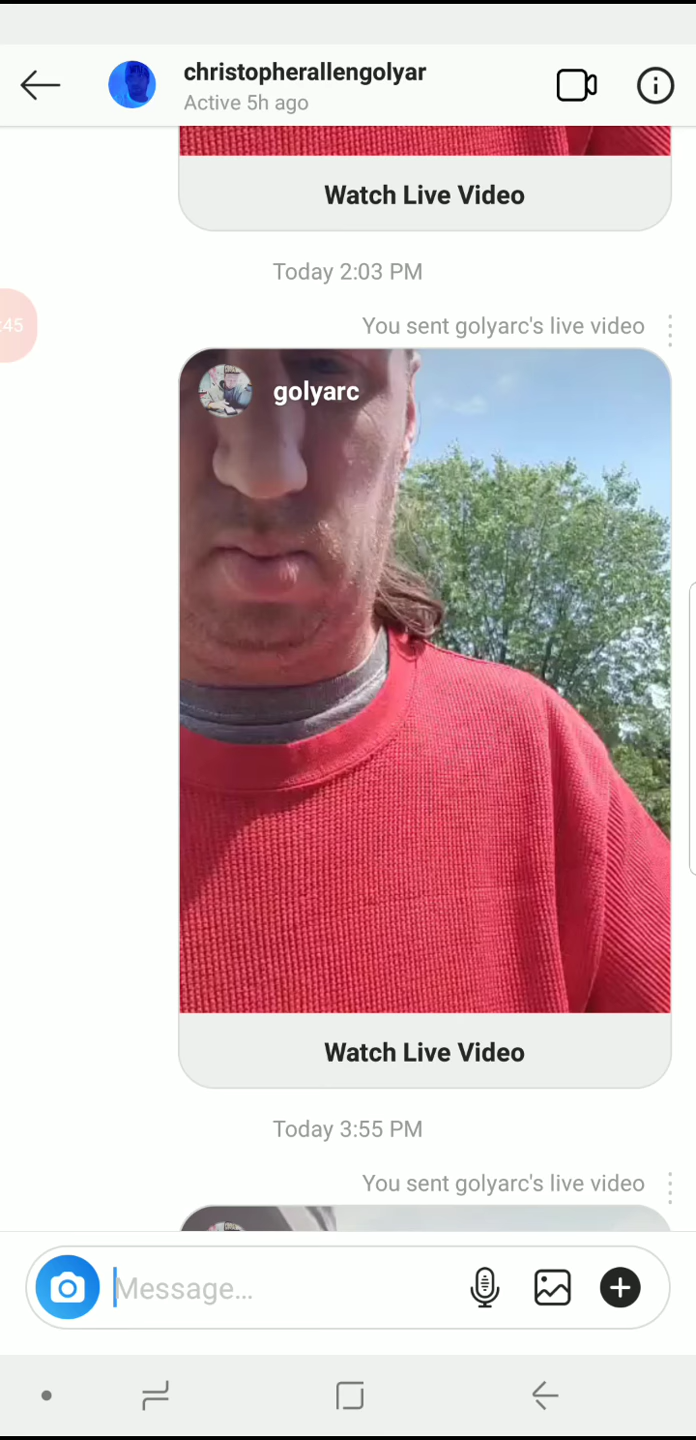 christopherallengolyar
Active 5h ago
Watch Live Video
Today 2:03 PM
:45
You sent golyarc's live video
golyarc
Watch Live Video
Today 3:55 PM
You sent golyarc's live video
Message...